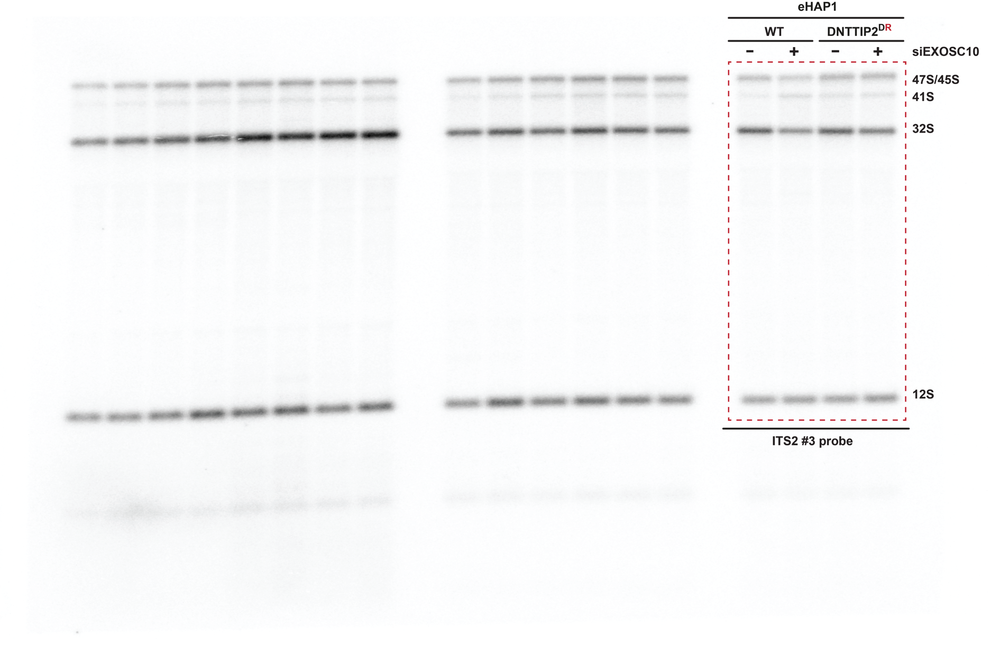 eHAP1
WT DNTTIP2ᴰᴿ
− + − + siEXOSC10
47S/45S
41S
32S
12S
ITS2 #3 probe